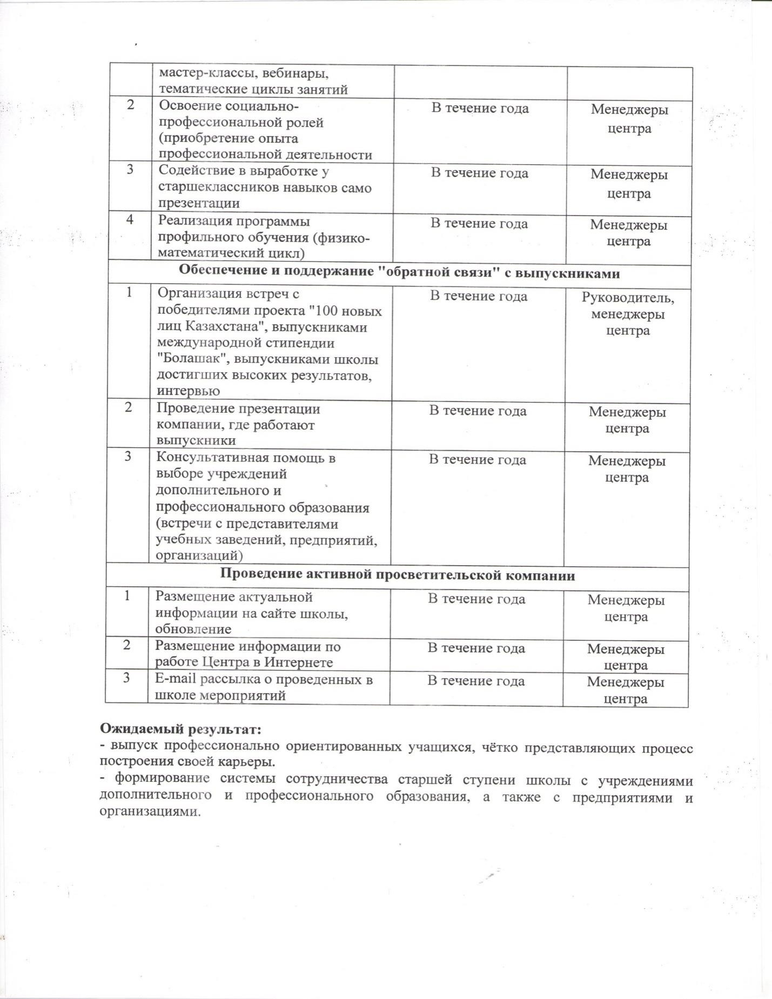 мастер-классы, вебинары,
тематические циклы занятий
2 Освоение социально- В течение года Менеджеры
профессиональной ролей центра
(приобретение опыта
профессиональной деятельности
3 Содействие в выработке у В течение года Менеджеры
старшеклассников навыков само центра
презентации
4 Реализация программы В течение года Менеджеры
профильного обучения (физико- центра
математический цикл)
Обеспечение и поддержание "обратной связи" с выпускниками
1 Организация встреч с В течение года Руководитель,
победителями проекта "100 новых менеджеры
лиц Казахстана", выпускниками центра
международной стипендии
"Болашак", выпускниками школы
достигших высоких результатов,
интервью
2 Проведение презентации В течение года Менеджеры
компании, где работают центра
выпускники
3 Консультативная помощь в В течение года Менеджеры
выборе учреждений центра
дополнительного и
профессионального образования
(встречи с представителями
учебных заведений, предприятий,
организаций)
Проведение активной просветительской компании
1 Размещение актуальной В течение года Менеджеры
информации на сайте школы, центра
обновление
2 Размещение информации по В течение года Менеджеры
работе Центра в Интернете центра
3 E-mail рассылка о проведенных в В течение года Менеджеры
школе мероприятий центра
Ожидаемый результат:
- выпуск профессионально ориентированных учащихся, чётко представляющих процесс
построения своей карьеры.
- формирование системы сотрудничества старшей ступени школы с учреждениями
дополнительного и профессионального образования, а также с предприятиями и
организациями.